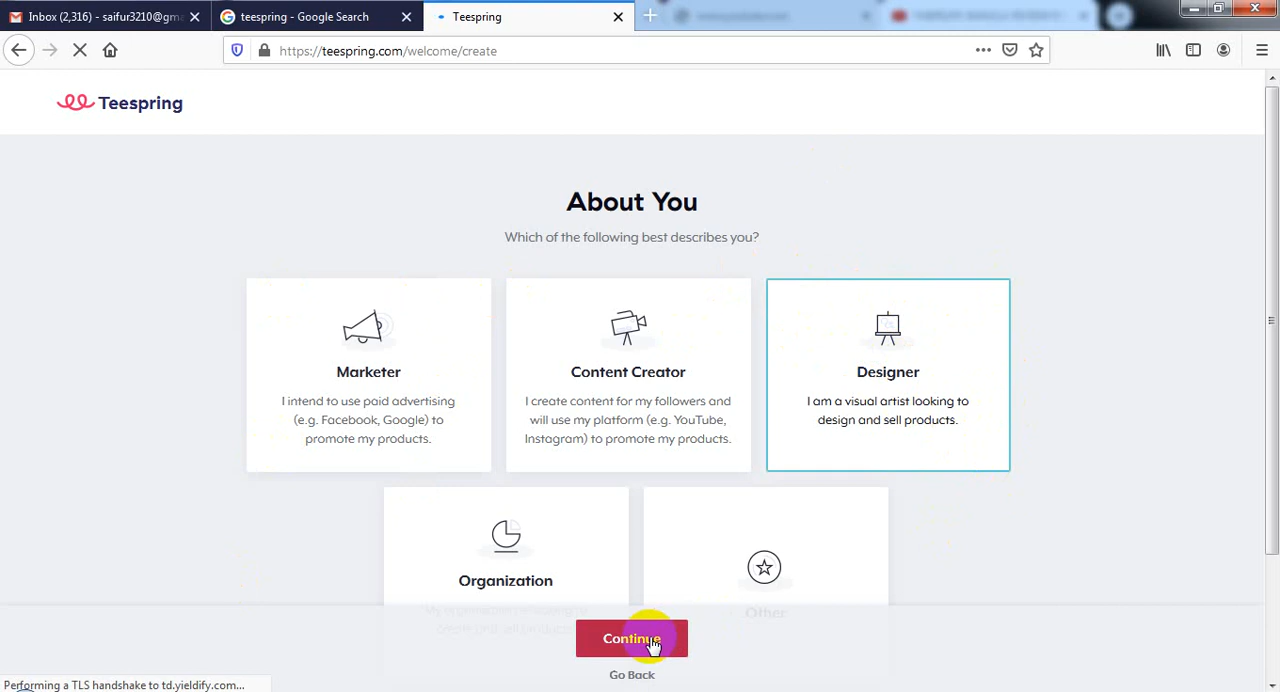 Inbox (2,316) - saifur3210@gma
teespring - Google Search
Teespring
https://teespring.com/welcome/create
Teespring
About You
Which of the following best describes you?
Marketer
I intend to use paid advertising
(e.g. Facebook, Google) to
promote my products.
Content Creator
I create content for my followers and
will use my platform (e.g. YouTube,
Instagram) to promote my products.
Designer
I am a visual artist looking to
design and sell products.
Organization
Other
Continue
Go Back
Performing a TLS handshake to td.yieldify.com...